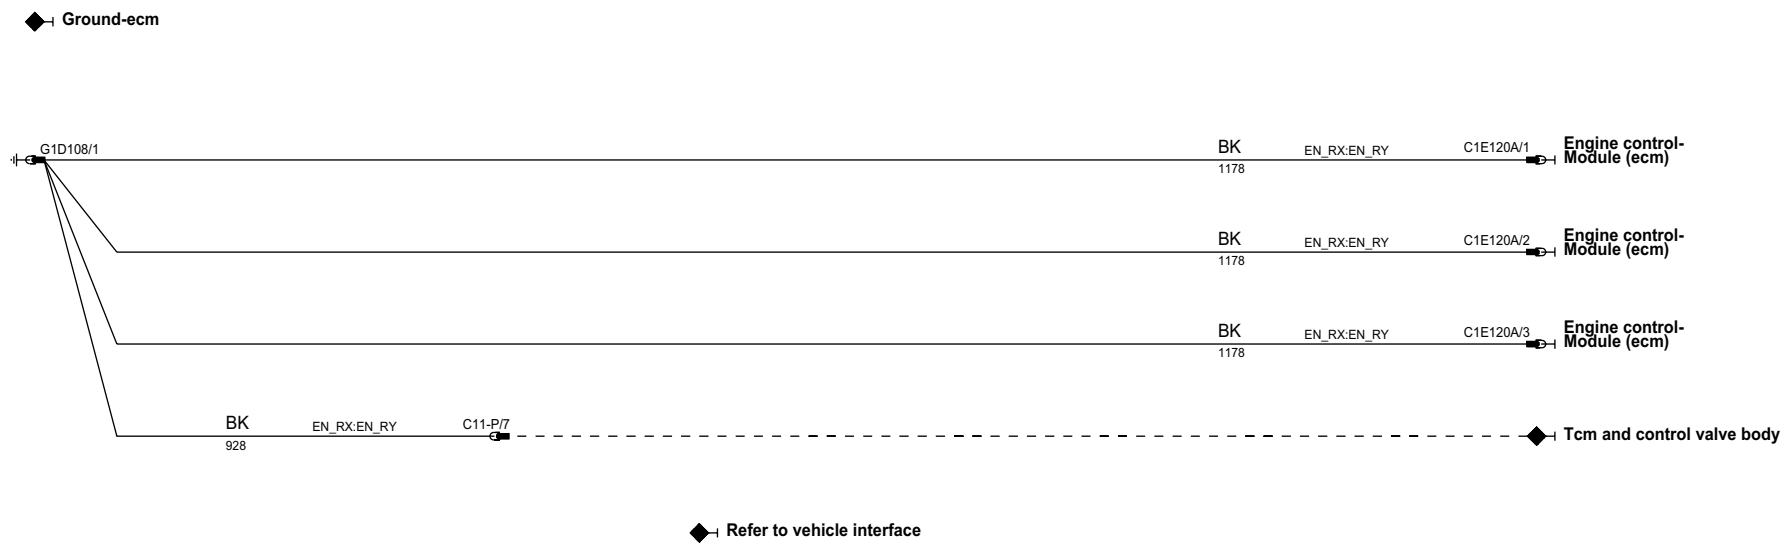 Ground-ecm
G1D108/1
BK
EN_RX:EN_RY
C1E120A/1
Engine control-
Module (ecm)
1178
BK
EN_RX:EN_RY
C1E120A/2
Engine control-
Module (ecm)
1178
BK
EN_RX:EN_RY
C1E120A/3
Engine control-
Module (ecm)
1178
BK
EN_RX:EN_RY
C11-P/7
Tcm and control valve body
928
Refer to vehicle interface